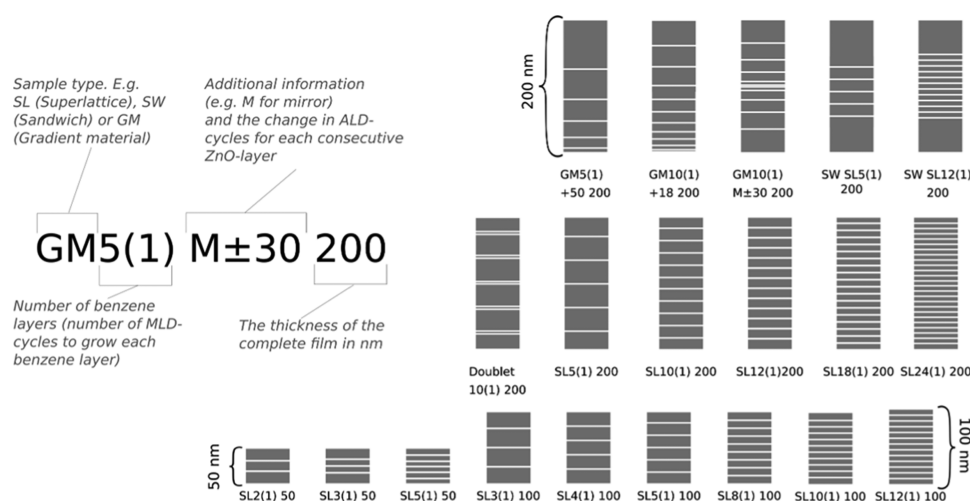 Sample type. E.g.
SL (Superlattice), SW
(Sandwich) or GM
(Gradient material)
Additional information
(e.g. M for mirror)
and the change in ALD-
cycles for each consecutive
ZnO-layer
GM5(1) M±30 200
Number of benzene
layers (number of MLD-
cycles to grow each
benzene layer)
The thickness of the
complete film in nm
200 nm
GM5(1)
+50 200
GM10(1)
+18 200
GM10(1)
M±30 200
SW SL5(1)
200
SW SL12(1)
200
Doublet
10(1) 200
SL5(1) 200
SL10(1) 200
SL12(1)200
SL18(1) 200
SL24(1) 200
50 nm
SL2(1) 50
SL3(1) 50
SL5(1) 50
SL3(1) 100
SL4(1) 100
SL5(1) 100
SL8(1) 100
SL10(1) 100
SL12(1) 100
100 nm